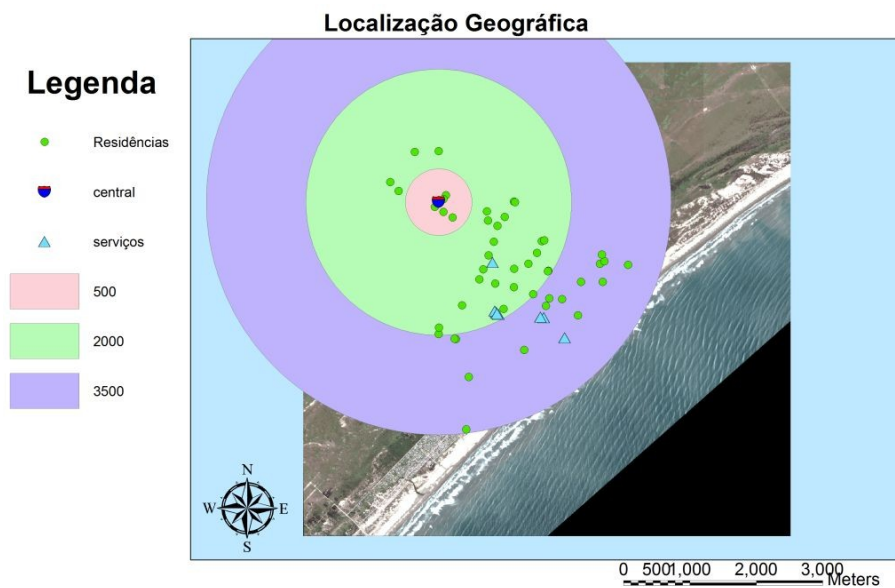 Localização Geográfica
Legenda
Residências
central
serviços
500
2000
3500
N
W E
S
0 5001,000 2,000 3,000
Meters